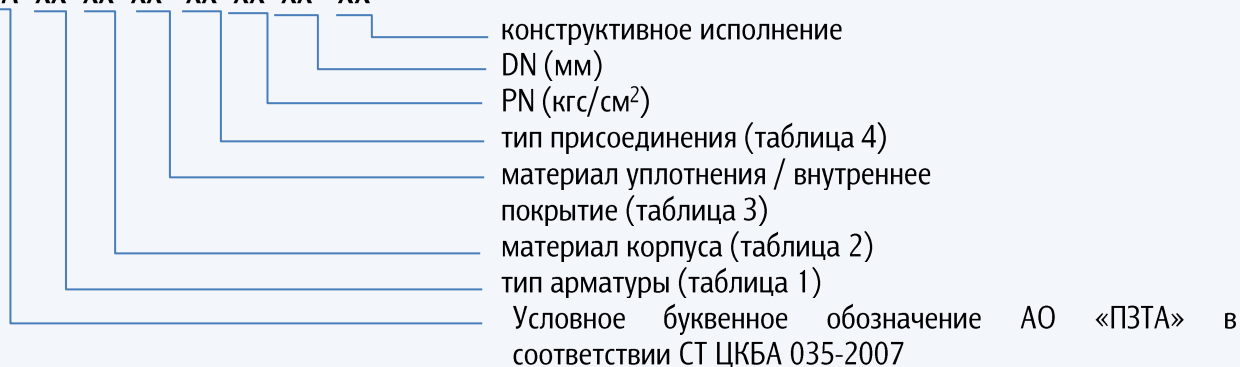 конструктивное исполнение
DN (мм)
PN (кгс/см²)
тип присоединения (таблица 4)
материал уплотнения / внутреннее
покрытие (таблица 3)
материал корпуса (таблица 2)
тип арматуры (таблица 1)
Условное буквенное обозначение АО «ПЗТА» в
соответствии СТ ЦКБА 035-2007